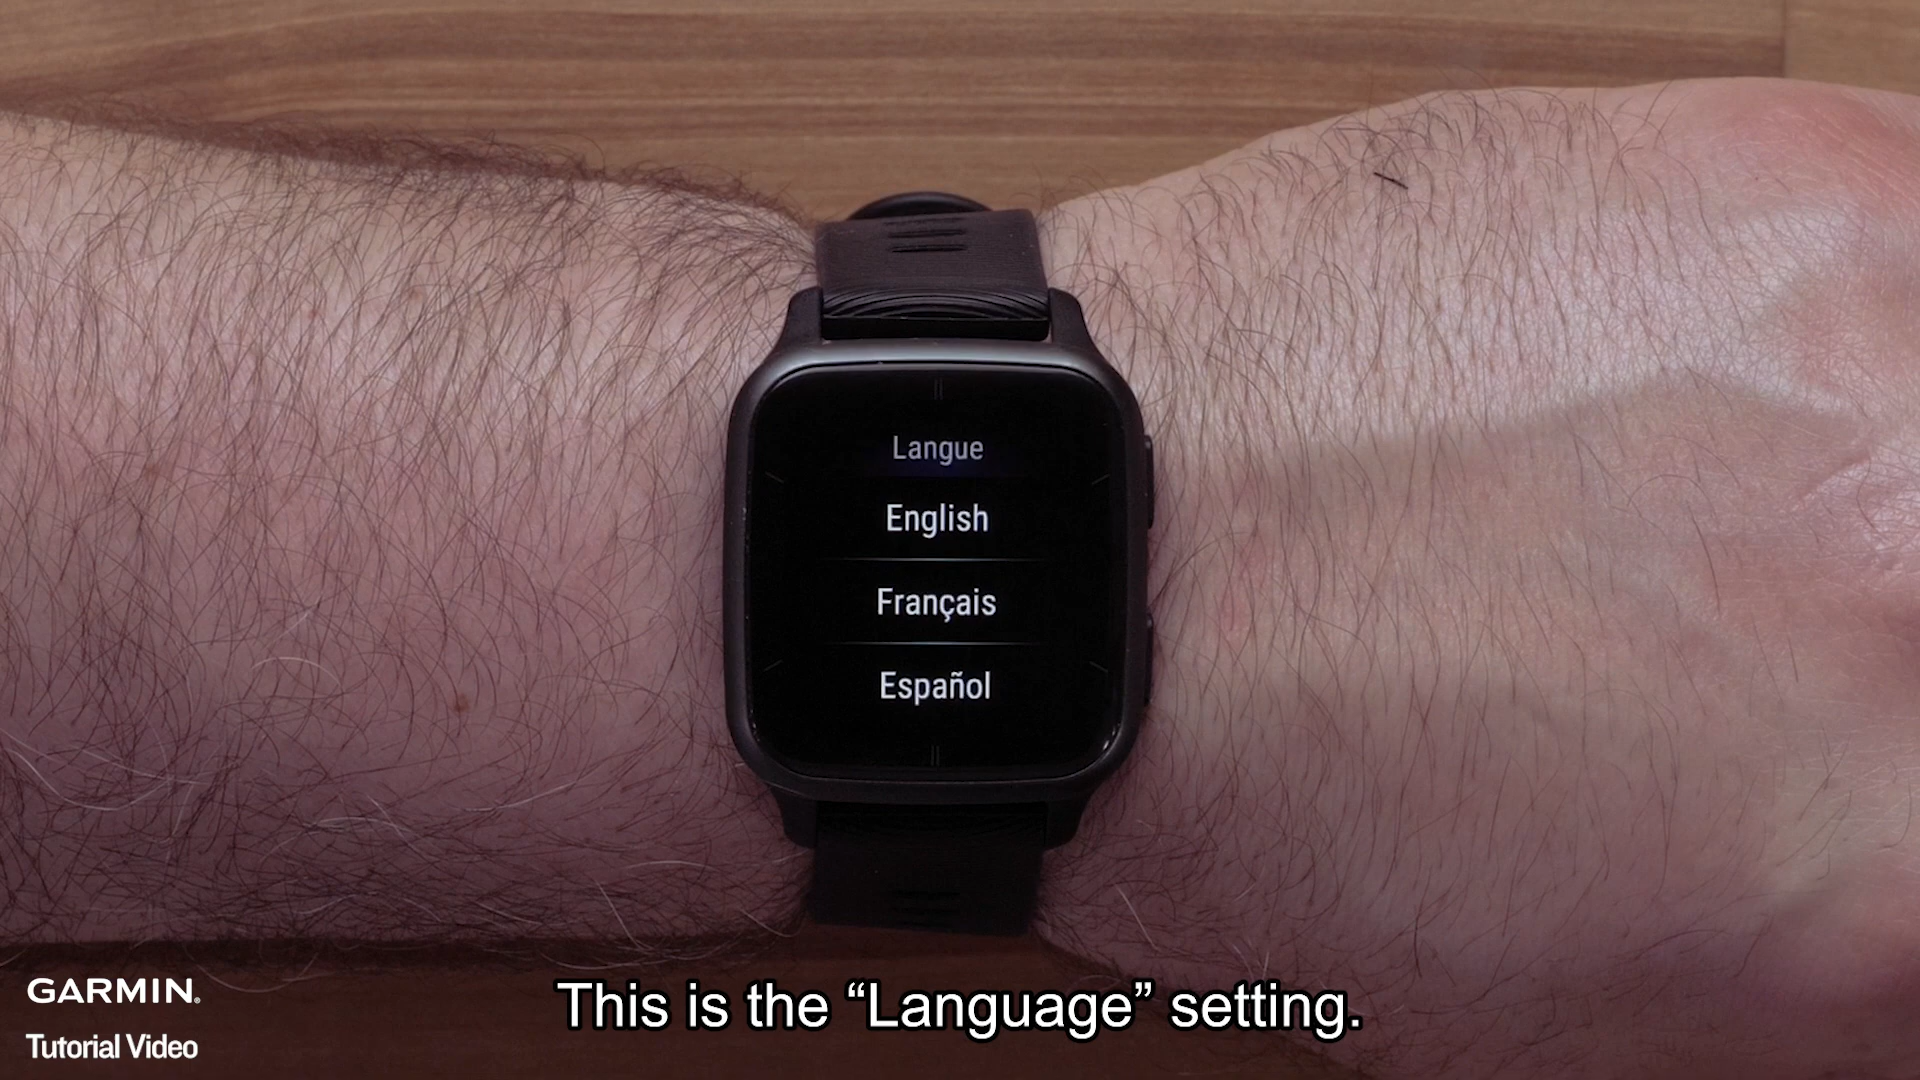 Langue
English
Français
Español
GARMIN®
This is the “Language” setting.
Tutorial Video